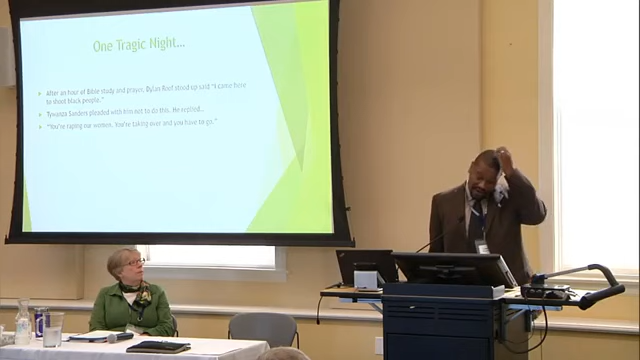 One Tragic Night...
After an hour of Bible study and prayer, Dylan Roof stood up said "I came here
to shoot black people."
Tywanza Sanders pleaded with him not to do this. He replied...
"You're raping our women. You're taking over and you have to go."